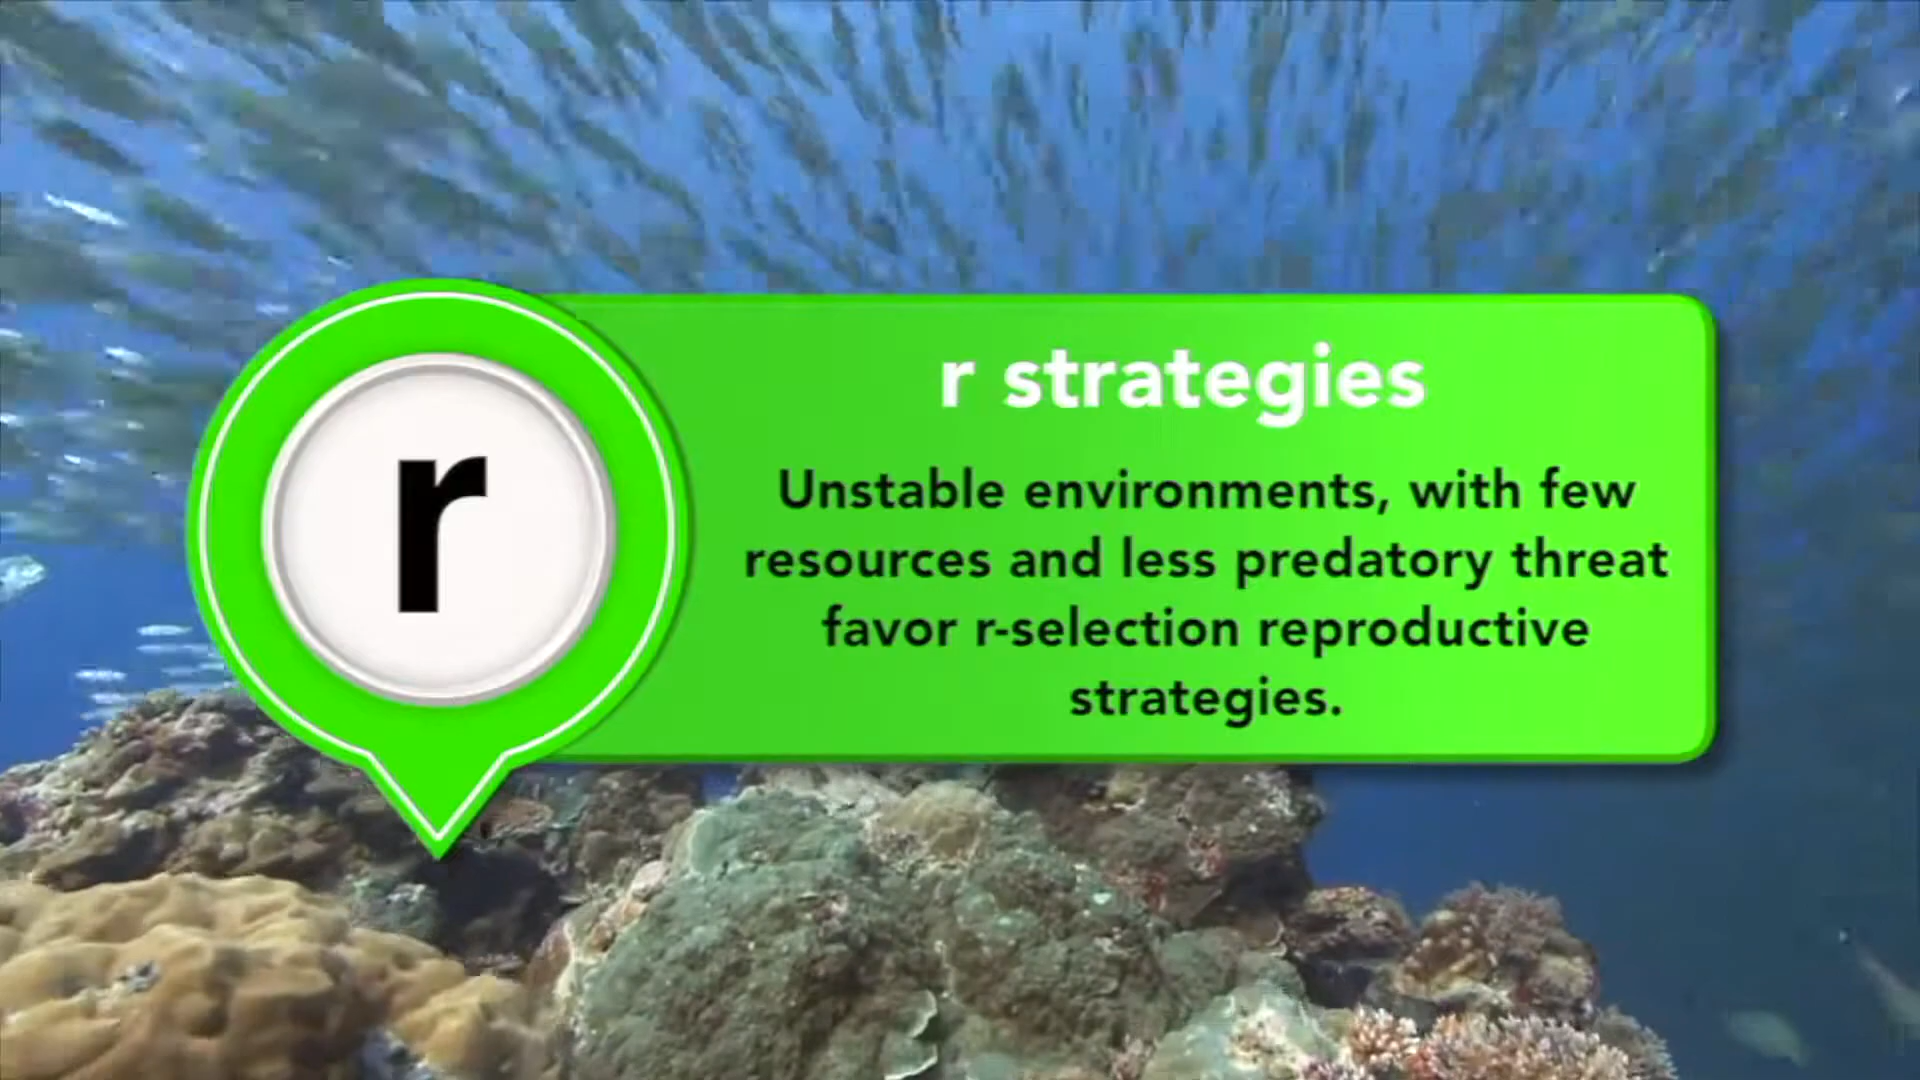 r
r strategies
Unstable environments, with few
resources and less predatory threat
favor r-selection reproductive
strategies.